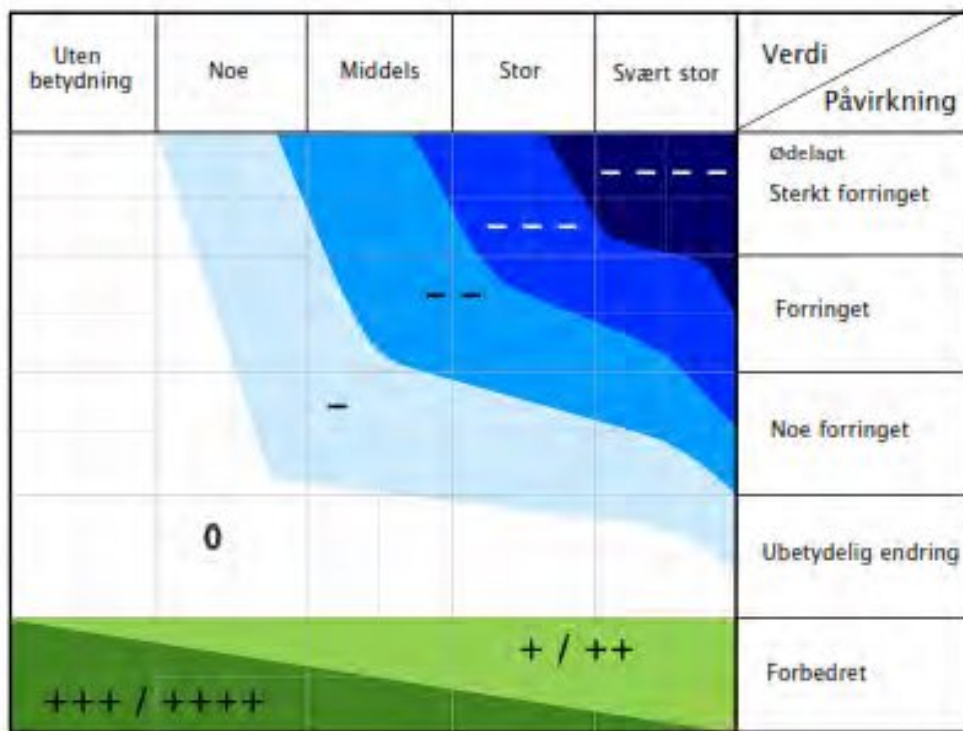 Uten
betydning
Noe
Middels
Stor
Svært stor
Verdi
Påvirkning
Ødelagt
Sterkt forringet
– – – –
– – –
– –
Forringet
–
Noe forringet
0
Ubetydelig endring
+ / ++
Forbedret
+++ / ++++